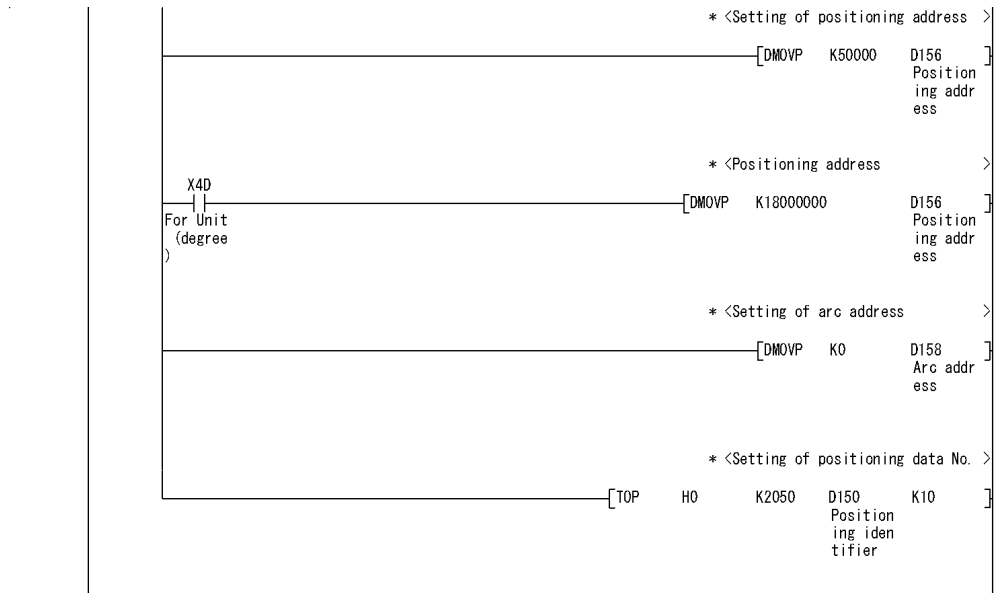 * <Setting of positioning address >
[DMOVP K50000 D156 ]
Position
ing addr
ess
* <Positioning address >
X4D
[DMOVP K18000000 D156 ]
For Unit
(degree
)
Position
ing addr
ess
* <Setting of arc address >
[DMOVP K0 D158 ]
Arc addr
ess
* <Setting of positioning data No. >
[TOP H0 K2050 D150 K10 ]
Position
ing iden
tifier